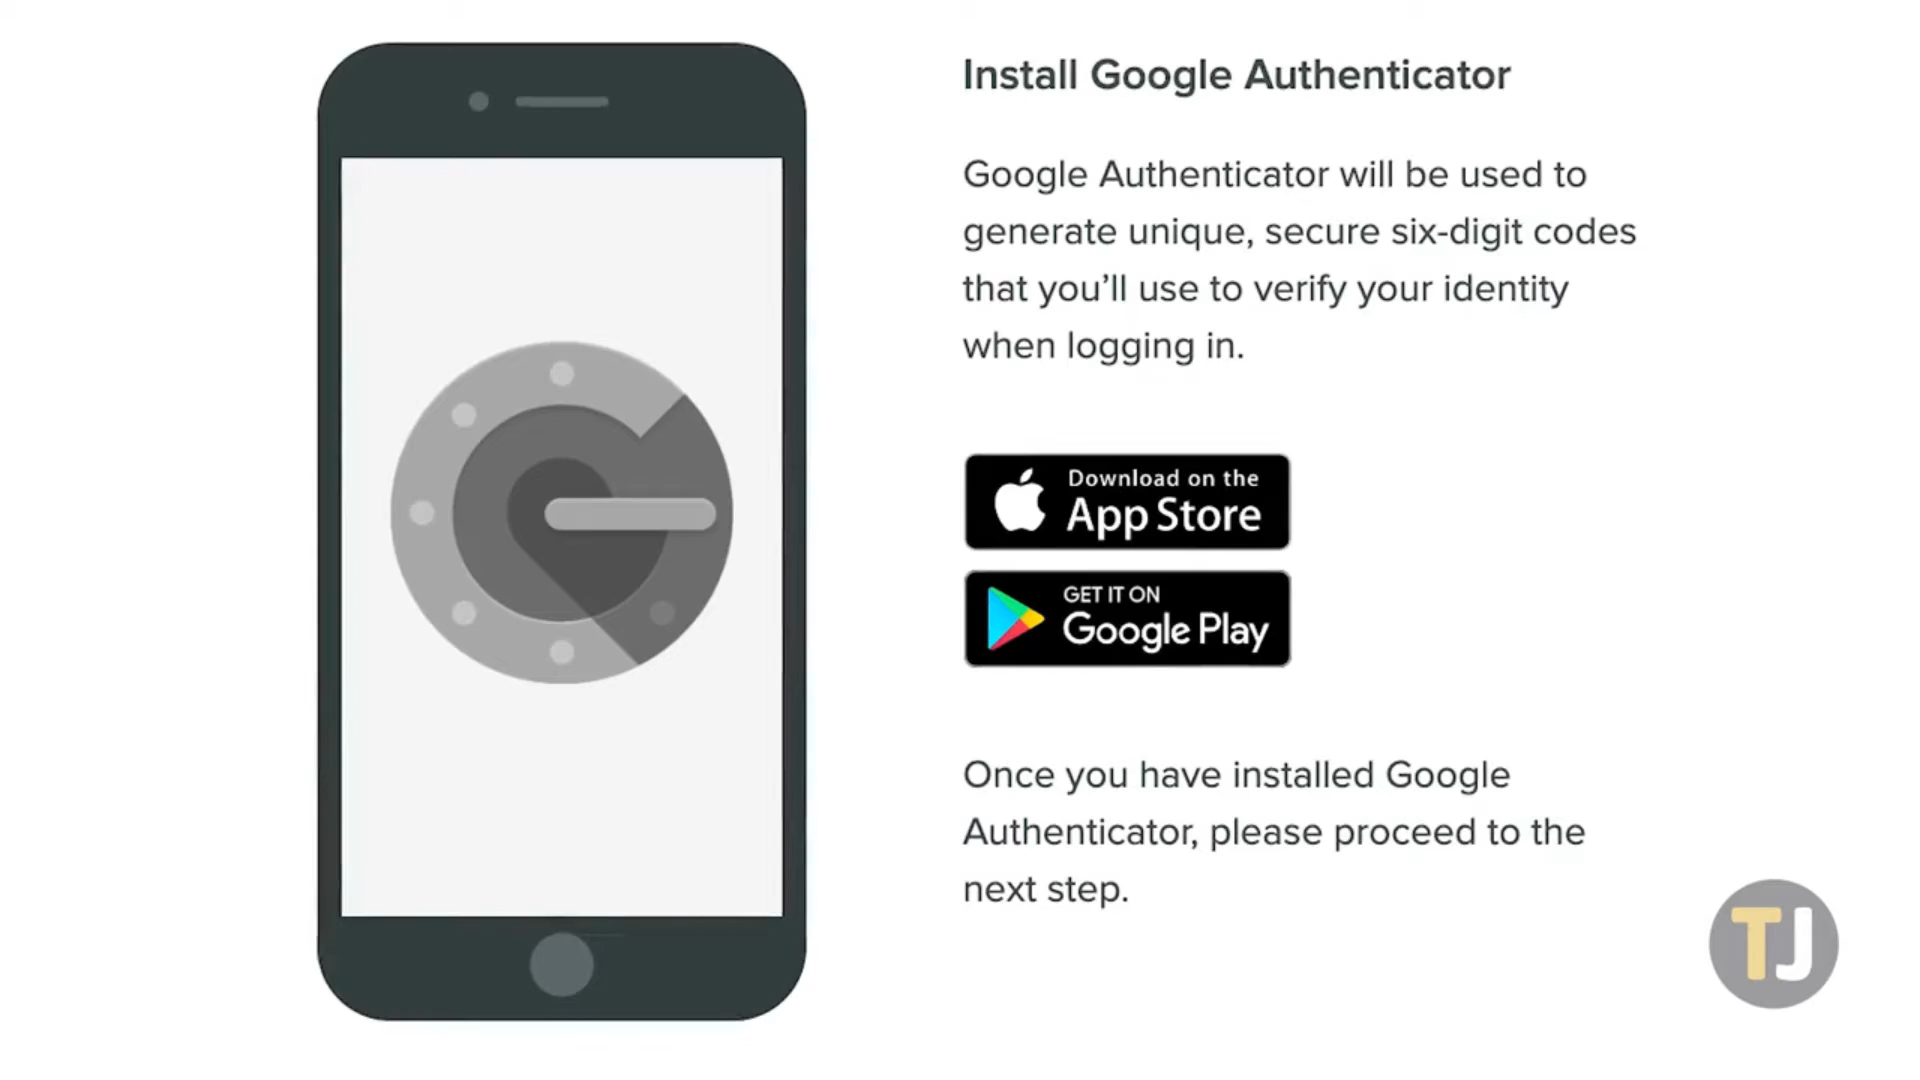 Install Google Authenticator
Google Authenticator will be used to
generate unique, secure six-digit codes
that you’ll use to verify your identity
when logging in.
Download on the
App Store
GET IT ON
Google Play
Once you have installed Google
Authenticator, please proceed to the
next step.
TJ